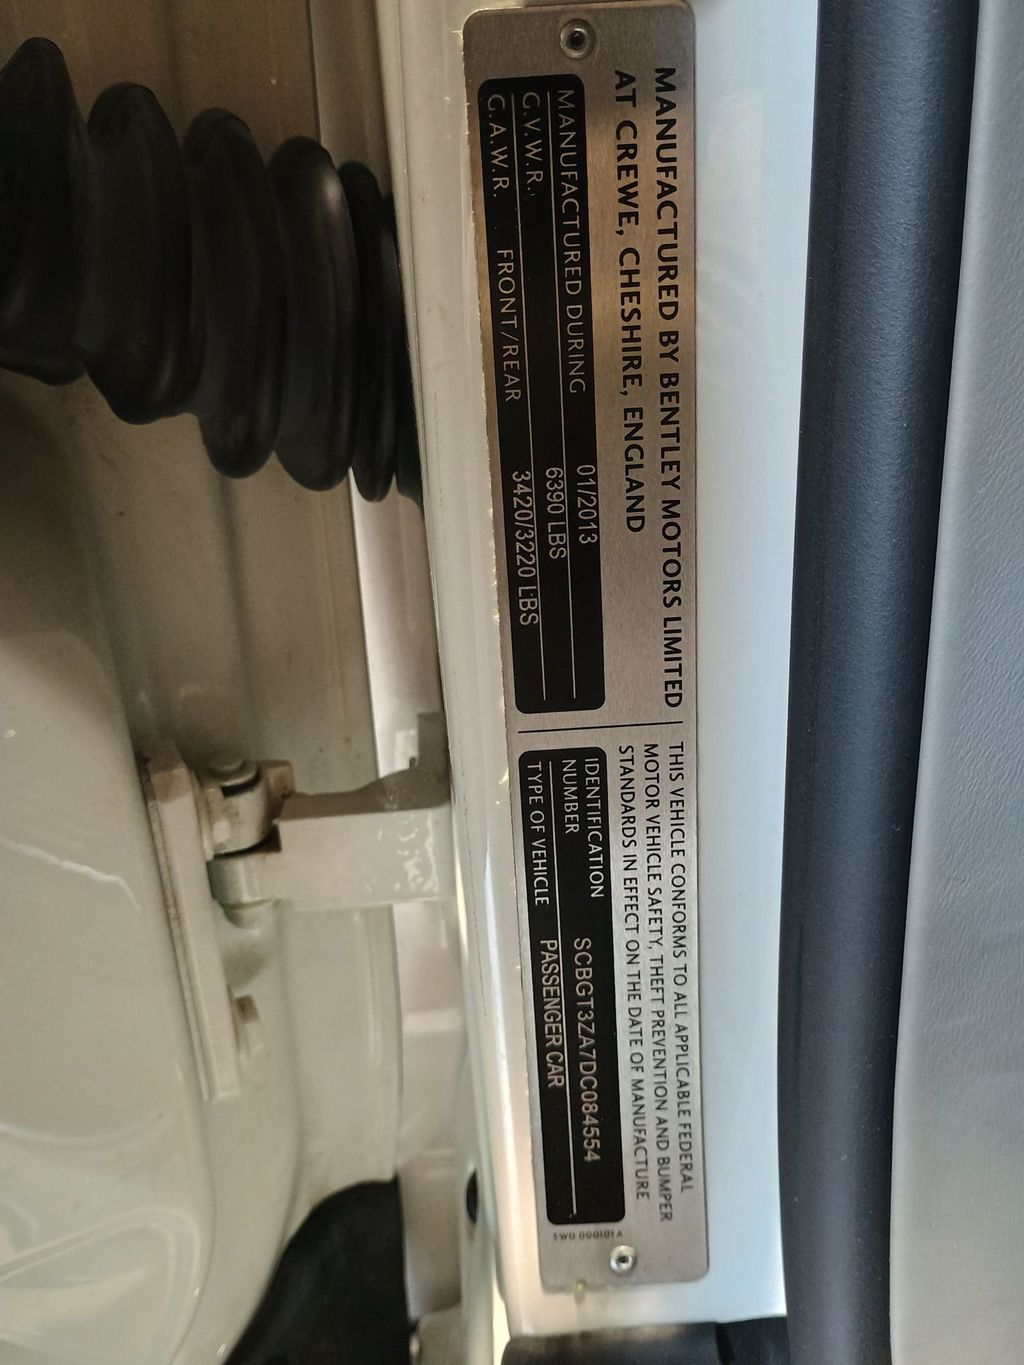 MANUFACTURED BY BENTLEY MOTORS LIMITED
AT CREWE, CHESHIRE, ENGLAND
MANUFACTURED DURING 01/2013
G.V.W.R. 6390 LBS
G.A.W.R. FRONT/REAR 3420/3220 LBS
THIS VEHICLE CONFORMS TO ALL APPLICABLE FEDERAL
MOTOR VEHICLE SAFETY, THEFT PREVENTION AND BUMPER
STANDARDS IN EFFECT ON THE DATE OF MANUFACTURE
IDENTIFICATION
NUMBER SCBGT3ZA7DC084554
TYPE OF VEHICLE PASSENGER CAR
3W0 000101 A